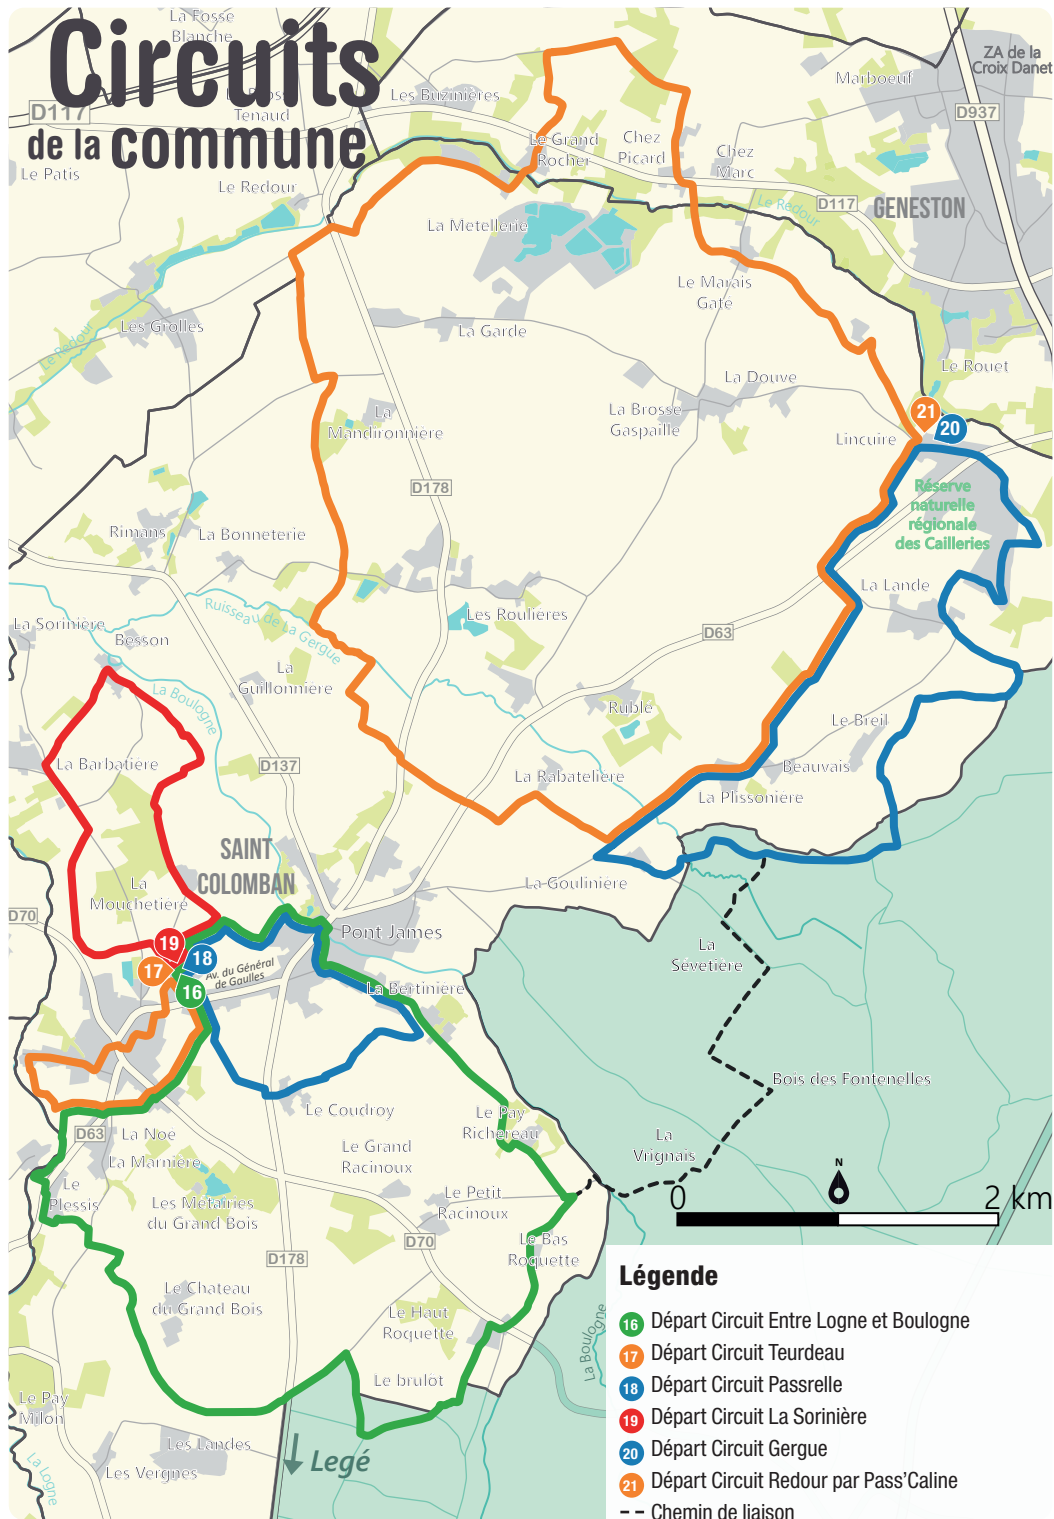 Circuits
de la commune
La Fosse
Blanche
Tenaud
D117
Le Patis
Le Redour
Les Buzinières
Le Grand
Rocher
Chez
Picard
Chez
Marc
Marboeuf
ZA de la
Croix Danet
D937
Le Redour
D117
GENESTON
La Metellerie
Le Marais
Gaté
Les Grolles
Le Redour
La Garde
La Douve
La Brosse
Gaspaille
Le Rouet
La
Mandironnière
Lincuire
21
20
D178
Réserve
naturelle
régionale
des Cailleries
Rimans
La Bonneterie
La Lande
Ruisseau de La Gergue
Les Roulières
La Sorinière
Besson
D63
La
Guillonnière
La Boulogne
Ruble
Le Breil
La Barbatière
D137
La Rabatelière
Beauvais
La Plissonière
SAINT
COLOMBAN
La
Mouchetière
La Goulinière
D70
Pont James
19
18
17
16
Av. du Général
de Gaulles
La Bertinière
La
Sévetière
Bois des Fontenelles
Le Coudroy
Le Pay
Richereau
D63
La Noë
La Marnière
Le Grand
Racinoux
La
Vrignais
Le
Plessis
Les Métairies
du Grand Bois
Le Petit
Racinoux
N
0
2 km
D70
Le Bas
Roquette
D178
Le Chateau
du Grand Bois
Le Haut
Roquette
La Boulogne
Le brulot
Le Pay
Milon
Les Landes
Les Vergnes
La Logne
Legé
Légende
16 Départ Circuit Entre Logne et Boulogne
17 Départ Circuit Teurdeau
18 Départ Circuit Passrelle
19 Départ Circuit La Sorinière
20 Départ Circuit Gergue
21 Départ Circuit Redour par Pass'Caline
Chemin de liaison